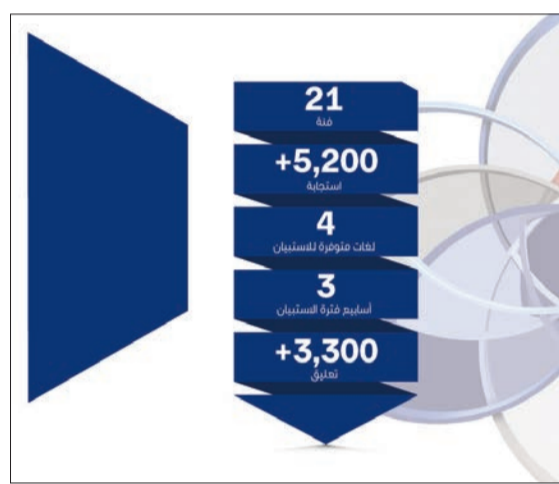 21
فئة
+5,200
استجابة
4
لغات متوفرة للاستبيان
3
أسابيع فترة الاستبيان
+3,300
تعليق